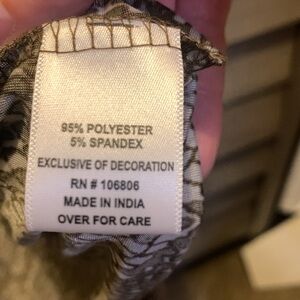 95% POLYESTER
5% SPANDEX
EXCLUSIVE OF DECORATION
RN # 106806
MADE IN INDIA
OVER FOR CARE